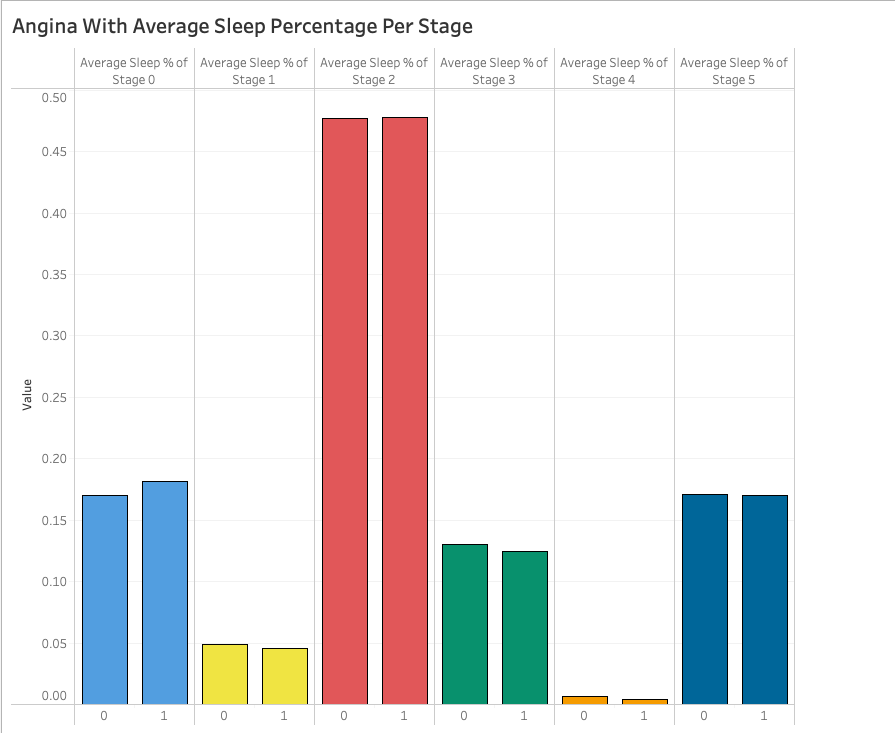 Angina With Average Sleep Percentage Per Stage
Average Sleep % of
Stage 0
Average Sleep % of
Stage 1
Average Sleep % of
Stage 2
Average Sleep % of
Stage 3
Average Sleep % of
Stage 4
Average Sleep % of
Stage 5
0.50
0.45
0.40
0.35
0.30
0.25
0.20
0.15
0.10
0.05
0.00
Value
0 1 0 1 0 1 0 1 0 1 0 1